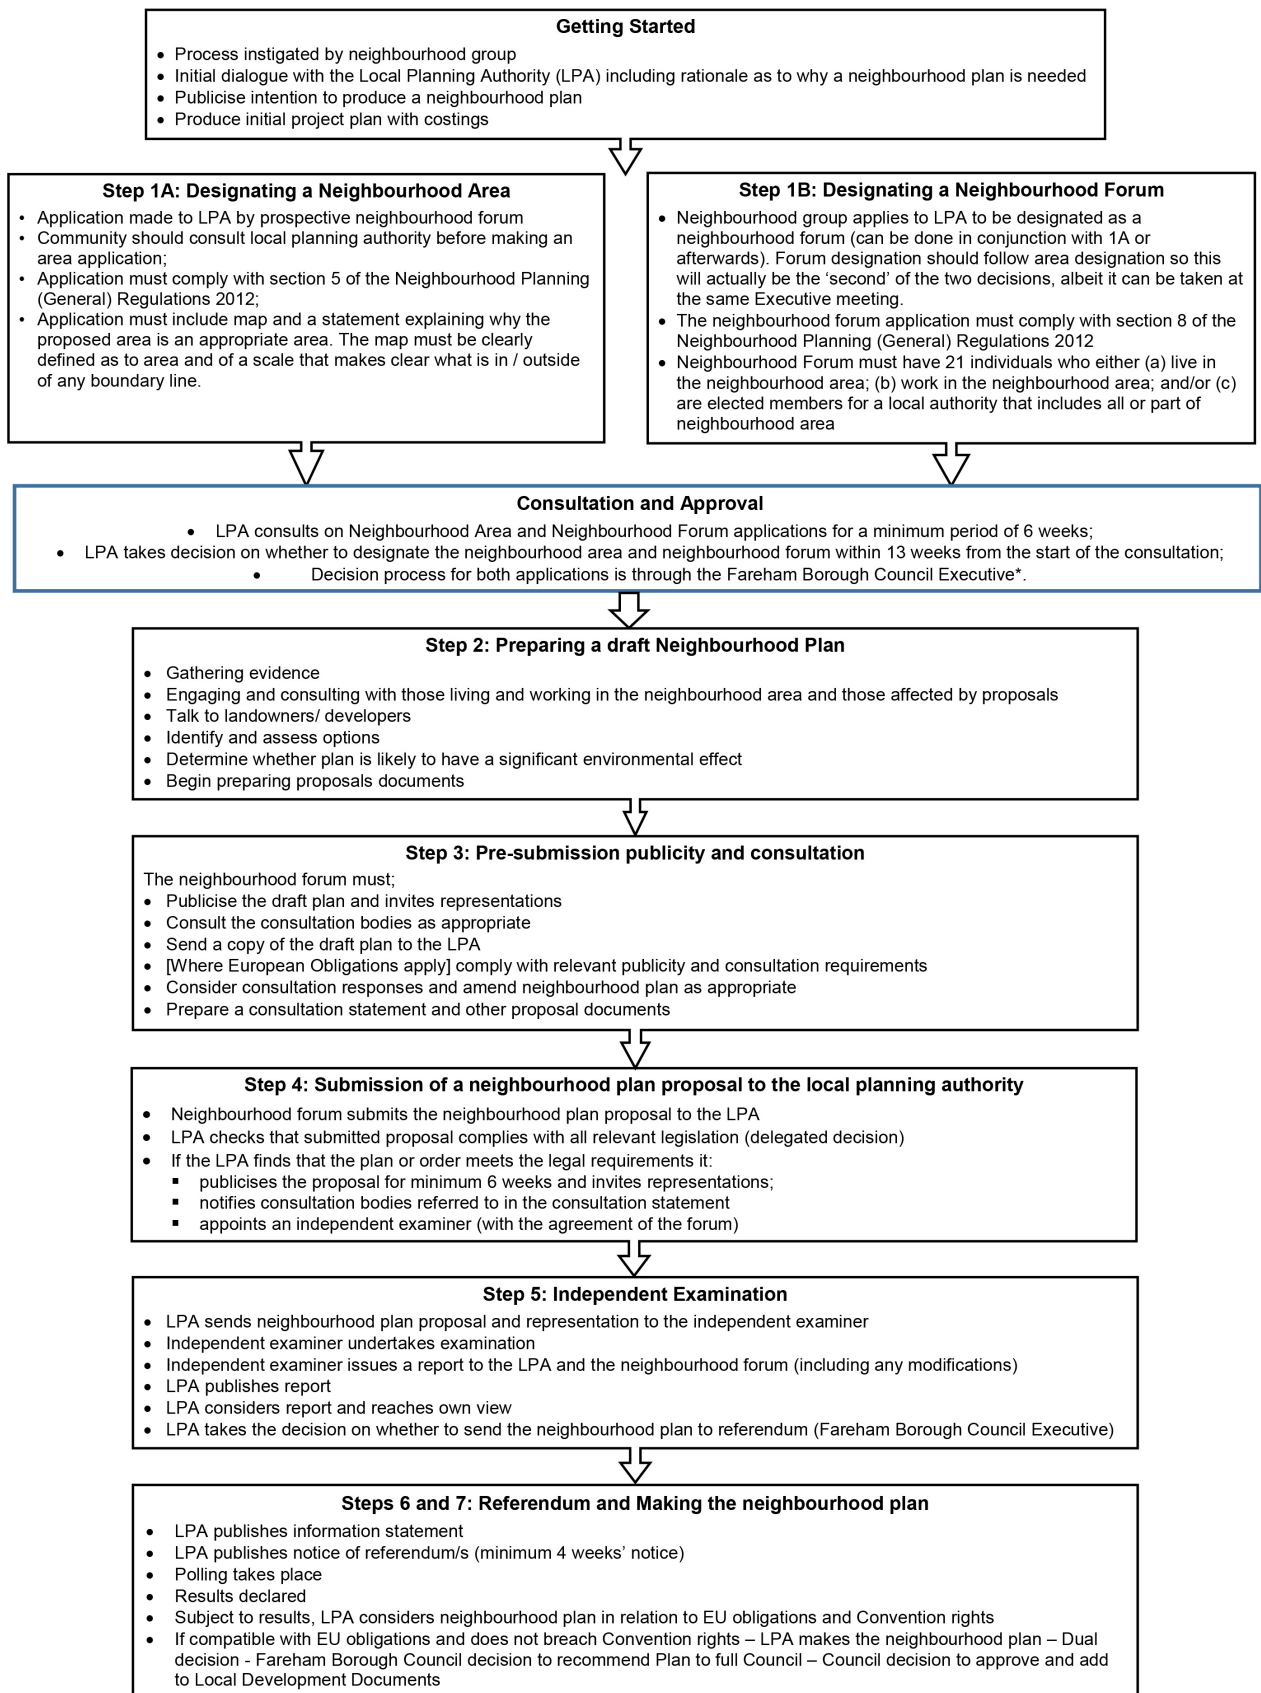 Getting Started
• Process instigated by neighbourhood group
• Initial dialogue with the Local Planning Authority (LPA) including rationale as to why a neighbourhood plan is needed
• Publicise intention to produce a neighbourhood plan
• Produce initial project plan with costings
Step 1A: Designating a Neighbourhood Area
• Application made to LPA by prospective neighbourhood forum
• Community should consult local planning authority before making an
area application;
• Application must comply with section 5 of the Neighbourhood Planning
(General) Regulations 2012;
• Application must include map and a statement explaining why the
proposed area is an appropriate area. The map must be clearly
defined as to area and of a scale that makes clear what is in / outside
of any boundary line.
Step 1B: Designating a Neighbourhood Forum
• Neighbourhood group applies to LPA to be designated as a
neighbourhood forum (can be done in conjunction with 1A or
afterwards). Forum designation should follow area designation so this
will actually be the ‘second’ of the two decisions, albeit it can be taken at
the same Executive meeting.
• The neighbourhood forum application must comply with section 8 of the
Neighbourhood Planning (General) Regulations 2012
• Neighbourhood Forum must have 21 individuals who either (a) live in
the neighbourhood area; (b) work in the neighbourhood area; and/or (c)
are elected members for a local authority that includes all or part of
neighbourhood area
Consultation and Approval
• LPA consults on Neighbourhood Area and Neighbourhood Forum applications for a minimum period of 6 weeks;
• LPA takes decision on whether to designate the neighbourhood area and neighbourhood forum within 13 weeks from the start of the consultation;
• Decision process for both applications is through the Fareham Borough Council Executive*.
Step 2: Preparing a draft Neighbourhood Plan
• Gathering evidence
• Engaging and consulting with those living and working in the neighbourhood area and those affected by proposals
• Talk to landowners/ developers
• Identify and assess options
• Determine whether plan is likely to have a significant environmental effect
• Begin preparing proposals documents
Step 3: Pre-submission publicity and consultation
The neighbourhood forum must;
• Publicise the draft plan and invites representations
• Consult the consultation bodies as appropriate
• Send a copy of the draft plan to the LPA
• [Where European Obligations apply] comply with relevant publicity and consultation requirements
• Consider consultation responses and amend neighbourhood plan as appropriate
• Prepare a consultation statement and other proposal documents
Step 4: Submission of a neighbourhood plan proposal to the local planning authority
• Neighbourhood forum submits the neighbourhood plan proposal to the LPA
• LPA checks that submitted proposal complies with all relevant legislation (delegated decision)
• If the LPA finds that the plan or order meets the legal requirements it:
▪ publicises the proposal for minimum 6 weeks and invites representations;
▪ notifies consultation bodies referred to in the consultation statement
▪ appoints an independent examiner (with the agreement of the forum)
Step 5: Independent Examination
• LPA sends neighbourhood plan proposal and representation to the independent examiner
• Independent examiner undertakes examination
• Independent examiner issues a report to the LPA and the neighbourhood forum (including any modifications)
• LPA publishes report
• LPA considers report and reaches own view
• LPA takes the decision on whether to send the neighbourhood plan to referendum (Fareham Borough Council Executive)
Steps 6 and 7: Referendum and Making the neighbourhood plan
• LPA publishes information statement
• LPA publishes notice of referendum/s (minimum 4 weeks’ notice)
• Polling takes place
• Results declared
• Subject to results, LPA considers neighbourhood plan in relation to EU obligations and Convention rights
• If compatible with EU obligations and does not breach Convention rights – LPA makes the neighbourhood plan – Dual
decision - Fareham Borough Council decision to recommend Plan to full Council – Council decision to approve and add
to Local Development Documents